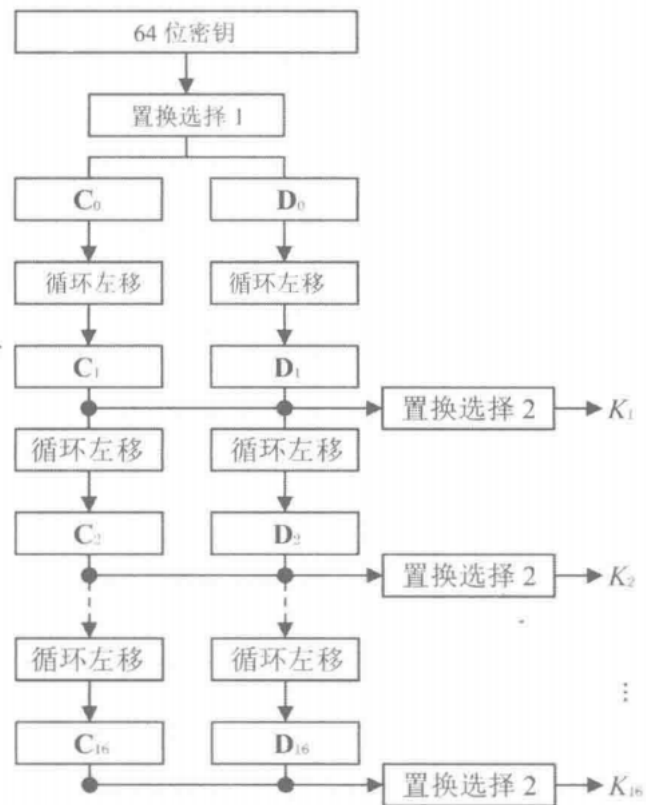 64 位密钥
置换选择 1
C₀ D₀
循环左移 循环左移
C₁ D₁
置换选择 2 K₁
循环左移 循环左移
C₂ D₂
置换选择 2 K₂
循环左移 循环左移
⋮
C₁₆ D₁₆
置换选择 2 K₁₆